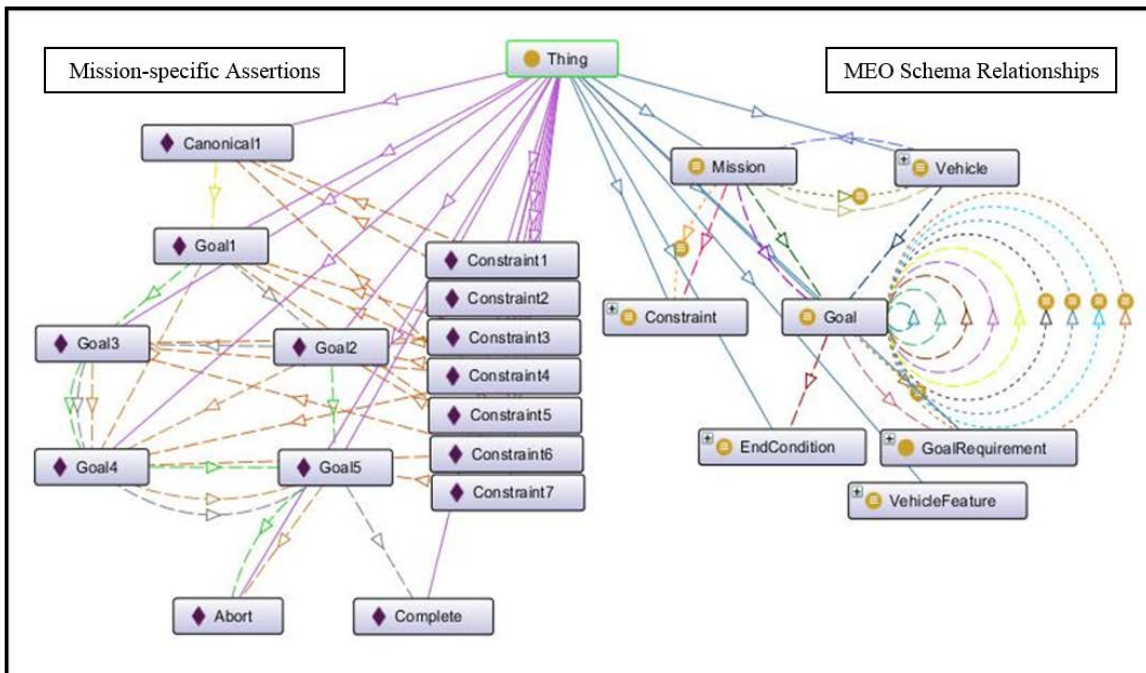 Mission-specific Assertions
Thing
MEO Schema Relationships
Canonical1
Mission
Vehicle
Goal1
Constraint1
Constraint2
Constraint3
Constraint4
Constraint5
Constraint6
Constraint7
Constraint
Goal
Goal3
Goal2
Goal4
Goal5
EndCondition
GoalRequirement
VehicleFeature
Abort
Complete